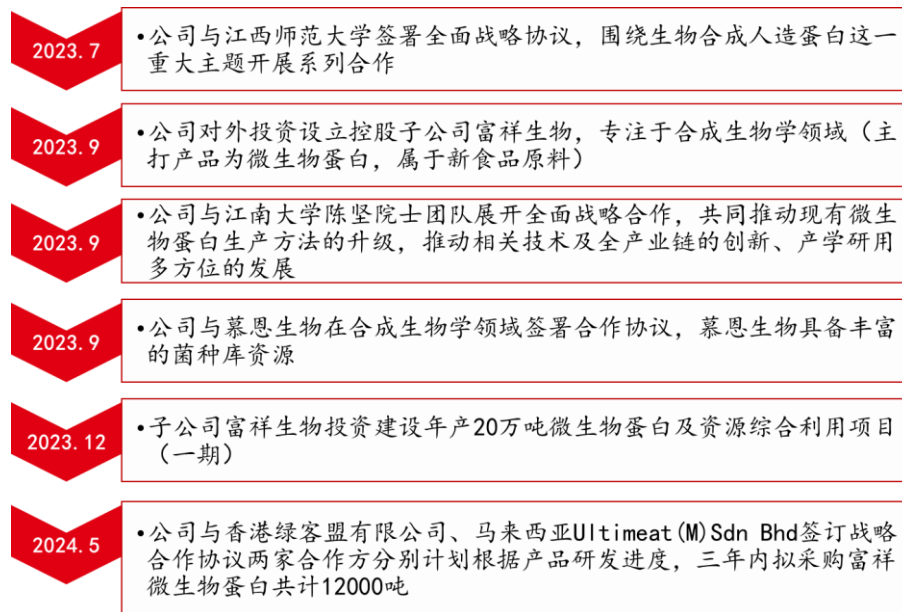 2023.7
•公司与江西师范大学签署全面战略协议，围绕生物合成人造蛋白这一
重大主题开展系列合作
2023.9
•公司对外投资设立控股子公司富祥生物，专注于合成生物学领域（主
打产品为微生物蛋白，属于新食品原料）
2023.9
•公司与江南大学陈坚院士团队展开全面战略合作，共同推动现有微生
物蛋白生产方法的升级，推动相关技术及全产业链的创新、产学研用
多方位的发展
2023.9
•公司与慕恩生物在合成生物学领域签署合作协议，慕恩生物具备丰富
的菌种库资源
2023.12
•子公司富祥生物投资建设年产20万吨微生物蛋白及资源综合利用项目
（一期）
2024.5
•公司与香港绿客盟有限公司、马来西亚Ultimeat(M)Sdn Bhd签订战略
合作协议两家合作方分别计划根据产品研发进度，三年内拟采购富祥
微生物蛋白共计12000吨